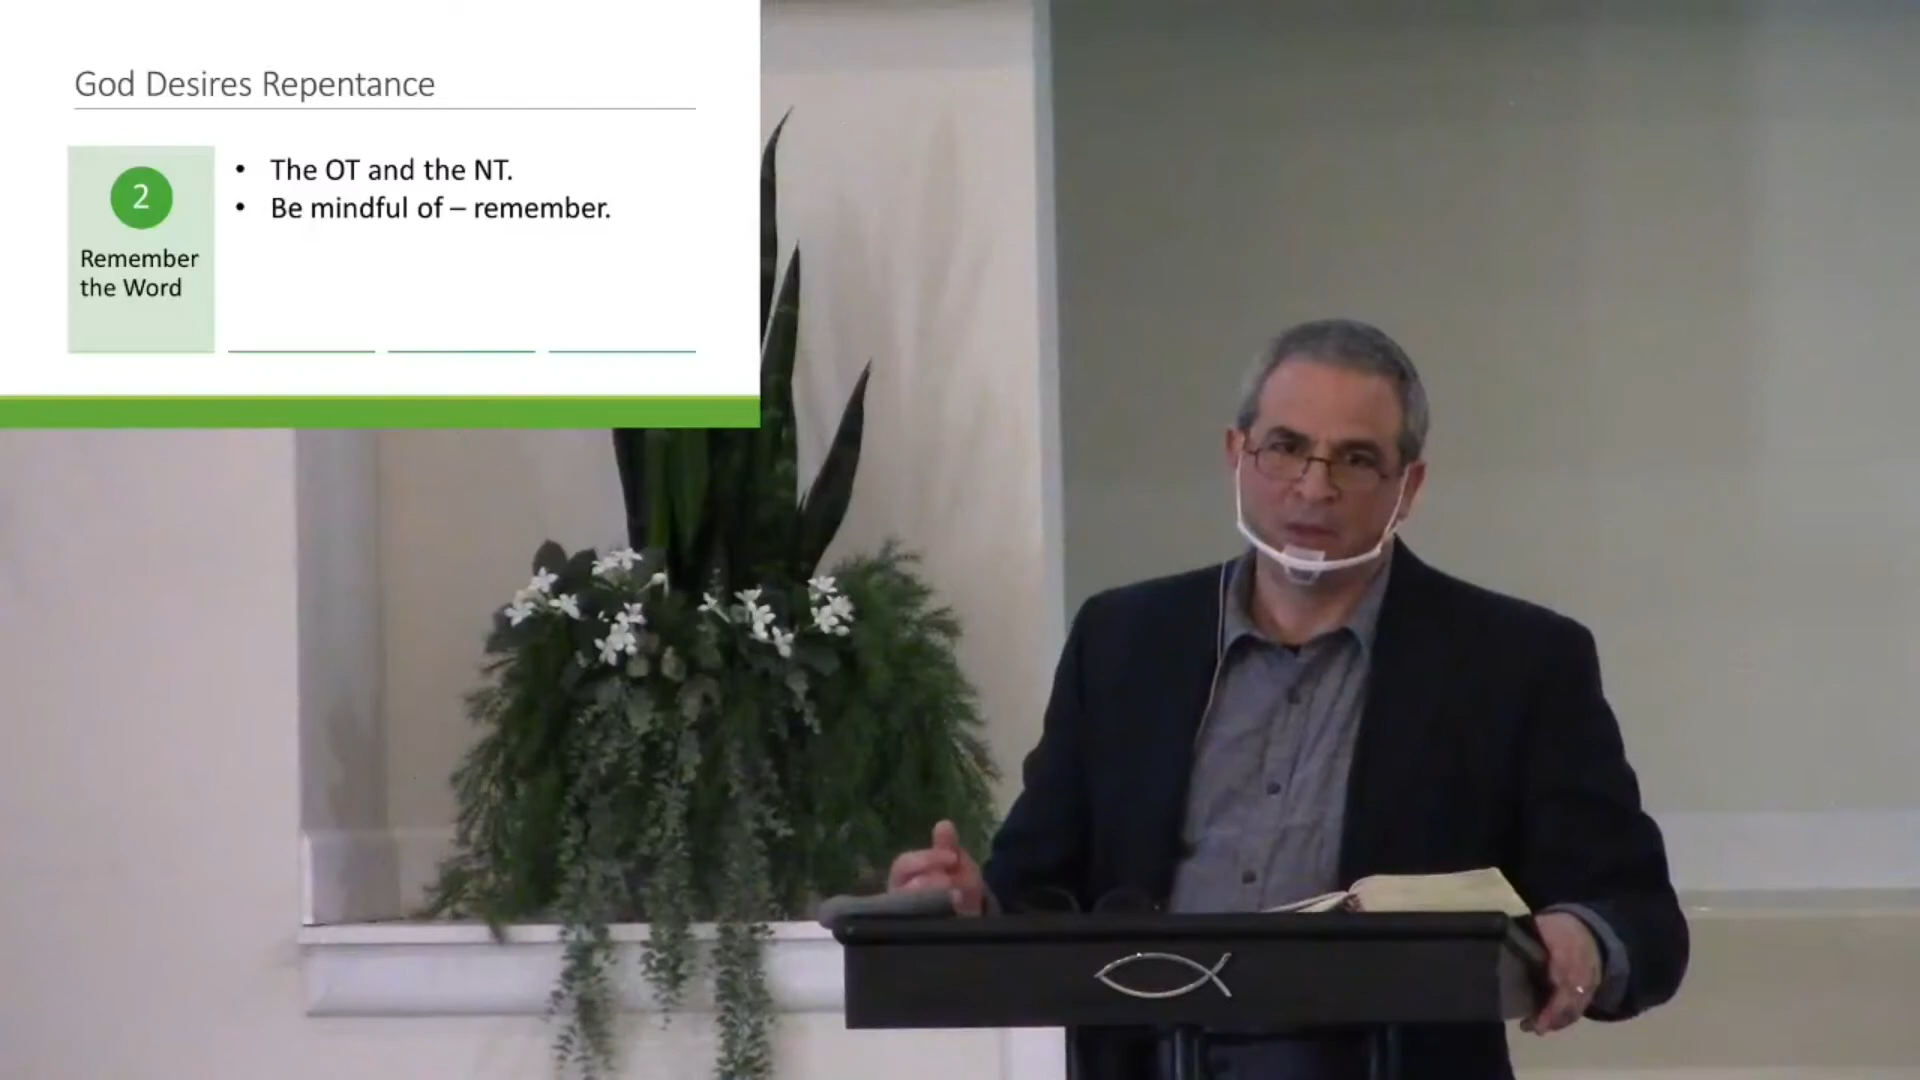 God Desires Repentance
2
Remember
the Word
• The OT and the NT.
• Be mindful of – remember.